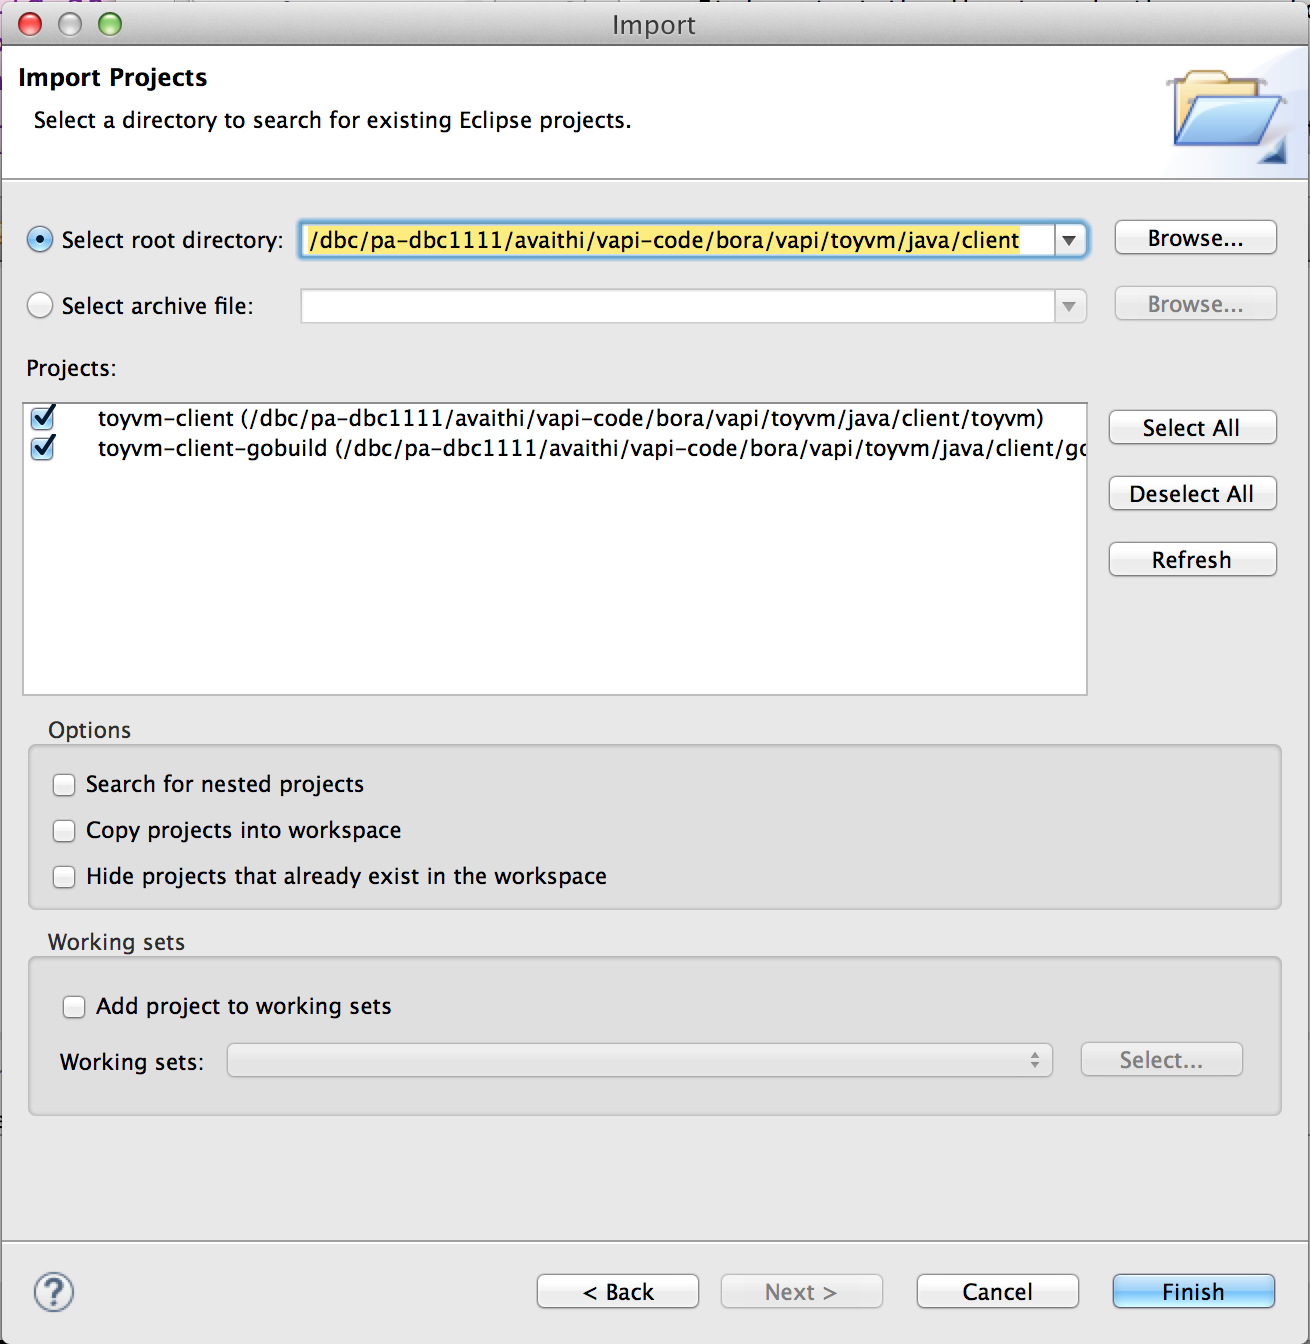 Import
Import Projects
Select a directory to search for existing Eclipse projects.
Select root directory: /dbc/pa-dbc1111/avaithi/vapi-code/bora/vapi/toyvm/java/client Browse...
Select archive file: Browse...
Projects:
toyvm-client (/dbc/pa-dbc1111/avaithi/vapi-code/bora/vapi/toyvm/java/client/toyvm)
toyvm-client-gobuild (/dbc/pa-dbc1111/avaithi/vapi-code/bora/vapi/toyvm/java/client/go
Select All
Deselect All
Refresh
Options
Search for nested projects
Copy projects into workspace
Hide projects that already exist in the workspace
Working sets
Add project to working sets
Working sets: Select...
? < Back Next > Cancel Finish